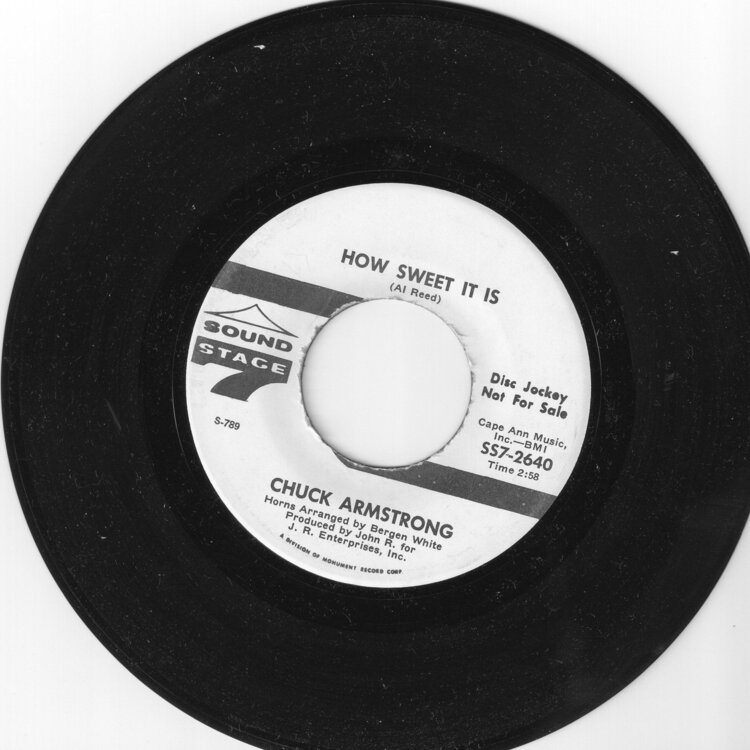 HOW SWEET IT IS
(Al Reed)
SOUND
STAGE
7
S-789
Disc Jockey
Not For Sale
Cape Ann Music,
Inc.—BMI
SS7-2640
Time 2:58
CHUCK ARMSTRONG
Horns Arranged by Bergen White
Produced by John R. for
J. R. Enterprises, Inc.
A DIVISION OF MONUMENT RECORD CORP.